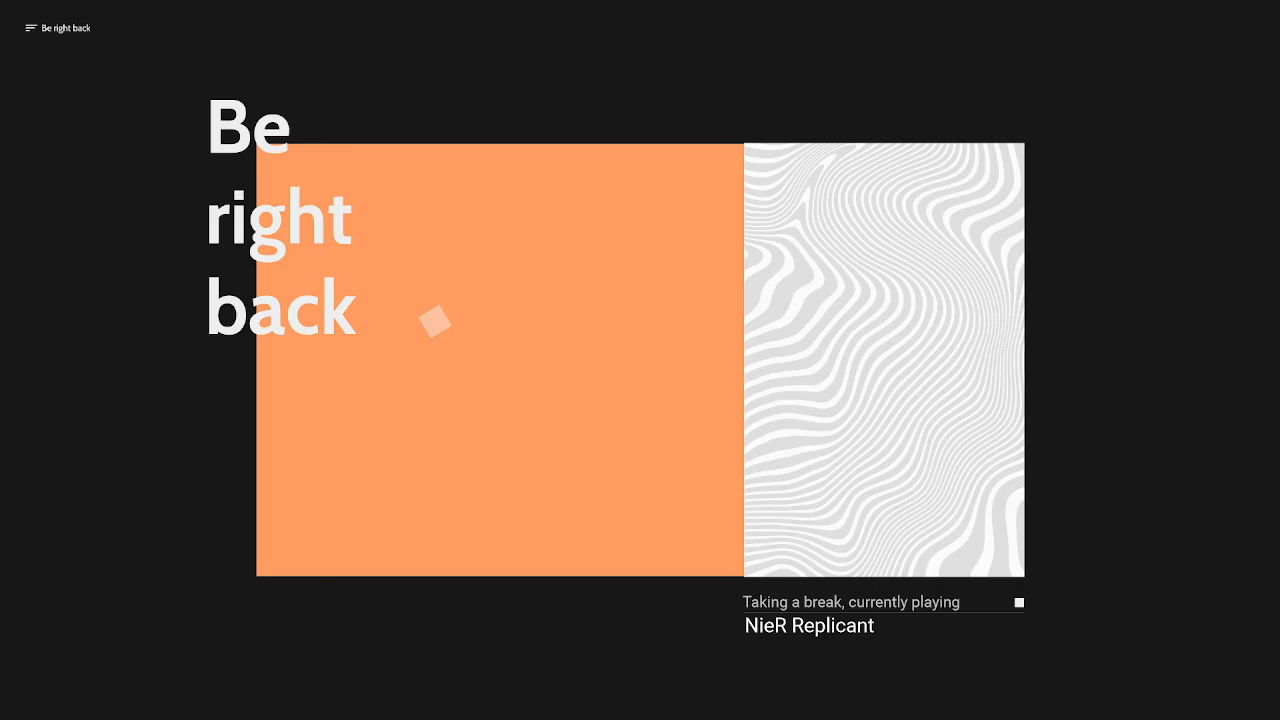 Be right back
Be
right
back
Taking a break, currently playing
NieR Replicant